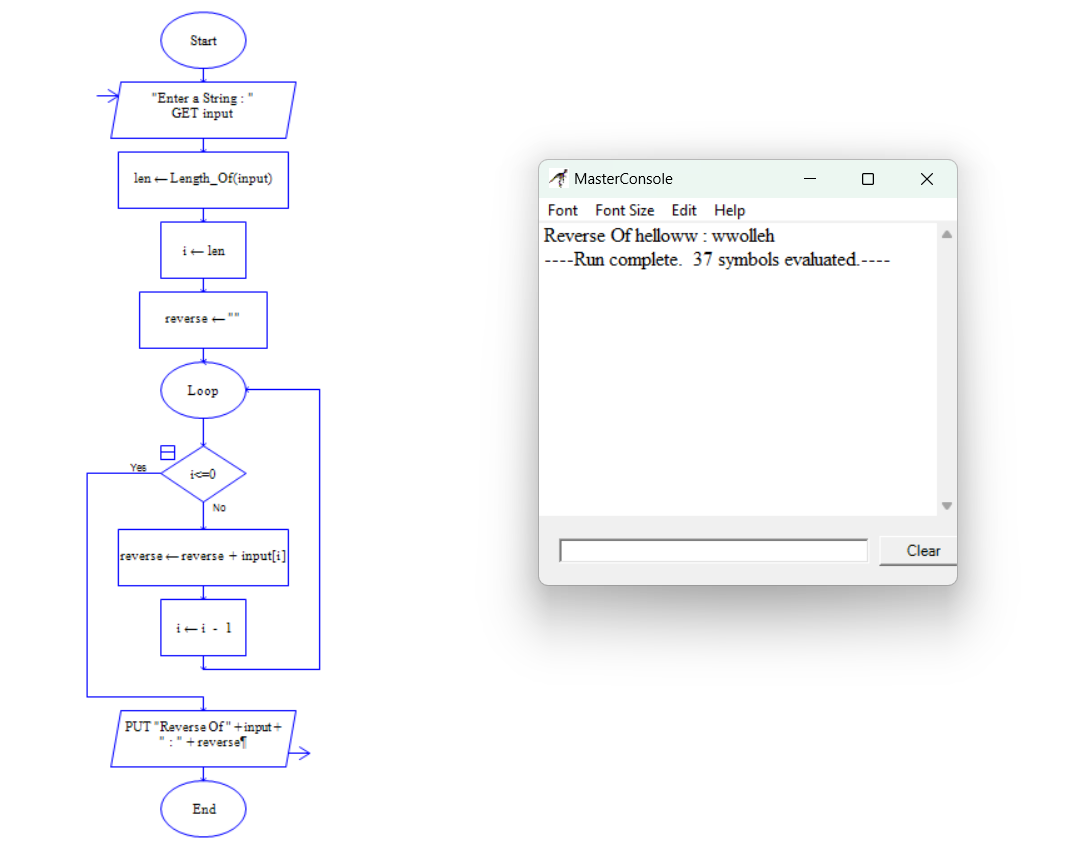 Start
"Enter a String : "
GET input
len ← Length_Of(input)
i ← len
reverse ← ""
Loop
Yes
i<=0
No
reverse ← reverse + input[i]
i ← i - 1
PUT "Reverse Of " +input+
" : " + reverse¶
End
MasterConsole
Font Font Size Edit Help
Reverse Of helloww : wwolleh
----Run complete.  37 symbols evaluated.----
Clear